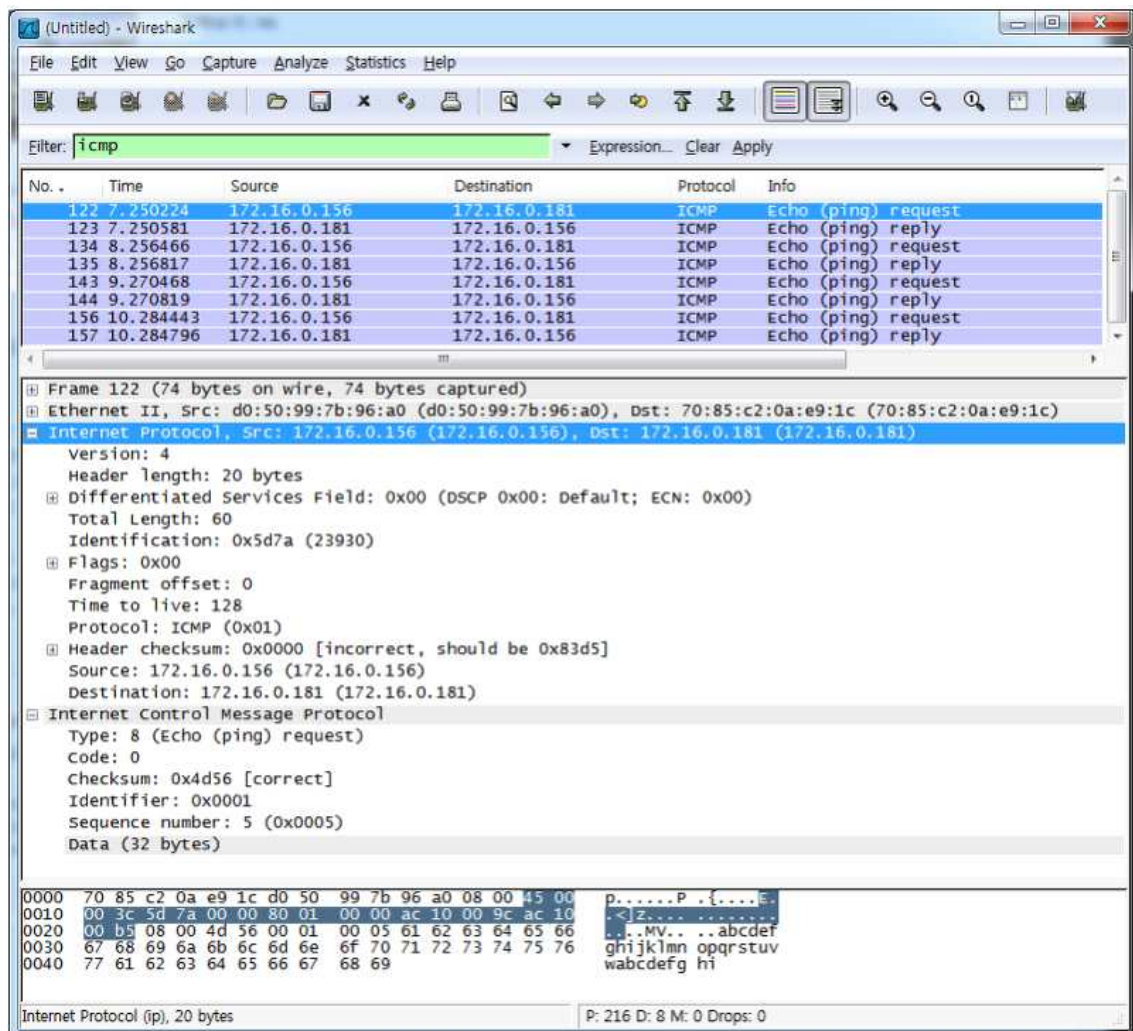 (Untitled) - Wireshark
File Edit View Go Capture Analyze Statistics Help
Filter: icmp Expression... Clear Apply
No. . Time Source Destination Protocol Info
122 7.250224 172.16.0.156 172.16.0.181 ICMP Echo (ping) request
123 7.250581 172.16.0.181 172.16.0.156 ICMP Echo (ping) reply
134 8.256466 172.16.0.156 172.16.0.181 ICMP Echo (ping) request
135 8.256817 172.16.0.181 172.16.0.156 ICMP Echo (ping) reply
143 9.270468 172.16.0.156 172.16.0.181 ICMP Echo (ping) request
144 9.270819 172.16.0.181 172.16.0.156 ICMP Echo (ping) reply
156 10.284443 172.16.0.156 172.16.0.181 ICMP Echo (ping) request
157 10.284796 172.16.0.181 172.16.0.156 ICMP Echo (ping) reply
Frame 122 (74 bytes on wire, 74 bytes captured)
Ethernet II, Src: d0:50:99:7b:96:a0 (d0:50:99:7b:96:a0), Dst: 70:85:c2:0a:e9:1c (70:85:c2:0a:e9:1c)
Internet Protocol, Src: 172.16.0.156 (172.16.0.156), Dst: 172.16.0.181 (172.16.0.181)
Version: 4
Header length: 20 bytes
Differentiated Services Field: 0x00 (DSCP 0x00: Default; ECN: 0x00)
Total Length: 60
Identification: 0x5d7a (23930)
Flags: 0x00
Fragment offset: 0
Time to live: 128
Protocol: ICMP (0x01)
Header checksum: 0x0000 [incorrect, should be 0x83d5]
Source: 172.16.0.156 (172.16.0.156)
Destination: 172.16.0.181 (172.16.0.181)
Internet Control Message Protocol
Type: 8 (Echo (ping) request)
Code: 0
Checksum: 0x4d56 [correct]
Identifier: 0x0001
Sequence number: 5 (0x0005)
Data (32 bytes)
0000 70 85 c2 0a e9 1c d0 50 99 7b 96 a0 08 00 45 00 p......P .{....E.
0010 00 3c 5d 7a 00 00 80 01 00 00 ac 10 00 9c ac 10 .<]z.... ........
0020 00 b5 08 00 4d 56 00 01 00 05 61 62 63 64 65 66 ....MV.. ..abcdef
0030 67 68 69 6a 6b 6c 6d 6e 6f 70 71 72 73 74 75 76 ghijklmn opqrstuv
0040 77 61 62 63 64 65 66 67 68 69 wabcdefg hi
Internet Protocol (ip), 20 bytes P: 216 D: 8 M: 0 Drops: 0